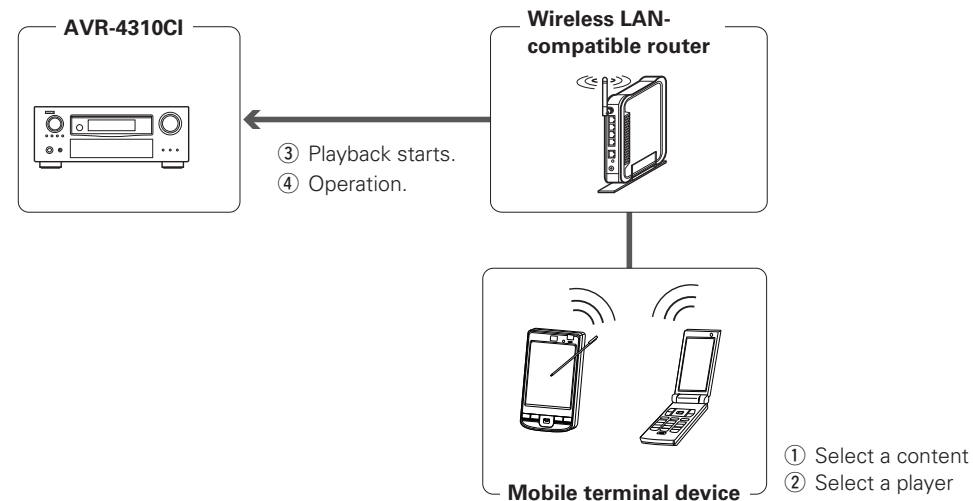 AVR-4310CI
Wireless LAN-
compatible router
③ Playback starts.
④ Operation.
Mobile terminal device
① Select a content
② Select a player